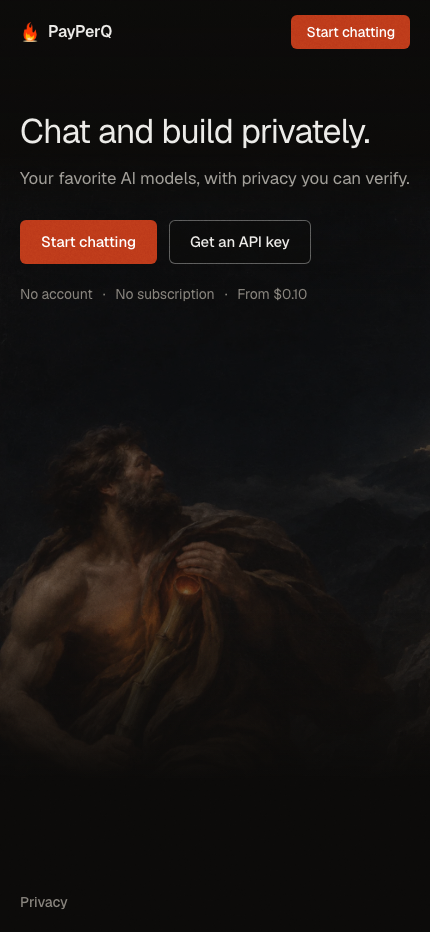 PayPerQ
Start chatting
Chat and build privately.
Your favorite AI models, with privacy you can verify.
Start chatting
Get an API key
No account · No subscription · From $0.10
Privacy